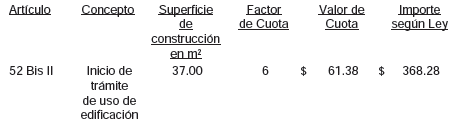 Artículo Concepto Superficie de construcción en m² Factor de Cuota Valor de Cuota Importe según Ley
52 Bis II Inicio de trámite de uso de edificación 37.00 6 $ 61.38 $ 368.28